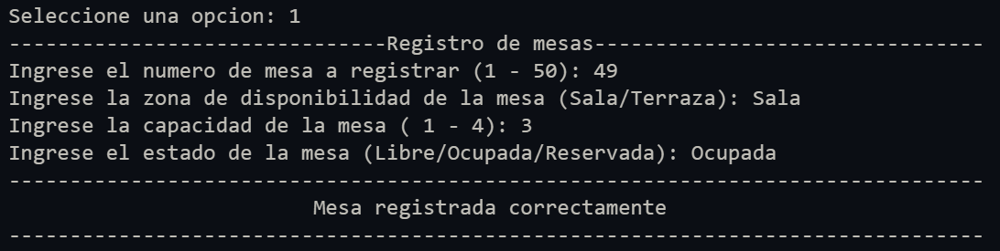 Seleccione una opcion: 1
-------------------------------Registro de mesas--------------------------------
Ingrese el numero de mesa a registrar (1 - 50): 49
Ingrese la zona de disponibilidad de la mesa (Sala/Terraza): Sala
Ingrese la capacidad de la mesa ( 1 - 4): 3
Ingrese el estado de la mesa (Libre/Ocupada/Reservada): Ocupada
--------------------------------------------------------------------------------
Mesa registrada correctamente
--------------------------------------------------------------------------------